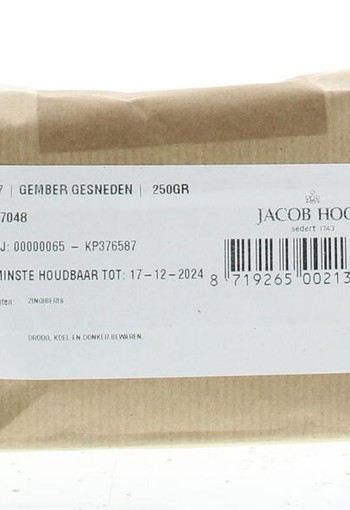 7 | GEMBER GESNEDEN | 250GR
7048
J: 00000065 – KP376587
MINSTE HOUDBAAR TOT: 17-12-2024
ZINGIBERIS
DROOG, KOEL EN DONKER BEWAREN.
JACOB HOO
sedert 1743
8 719265 00213